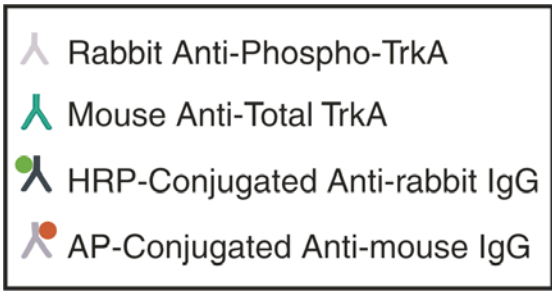 Rabbit Anti-Phospho-TrkA
Mouse Anti-Total TrkA
HRP-Conjugated Anti-rabbit IgG
AP-Conjugated Anti-mouse IgG